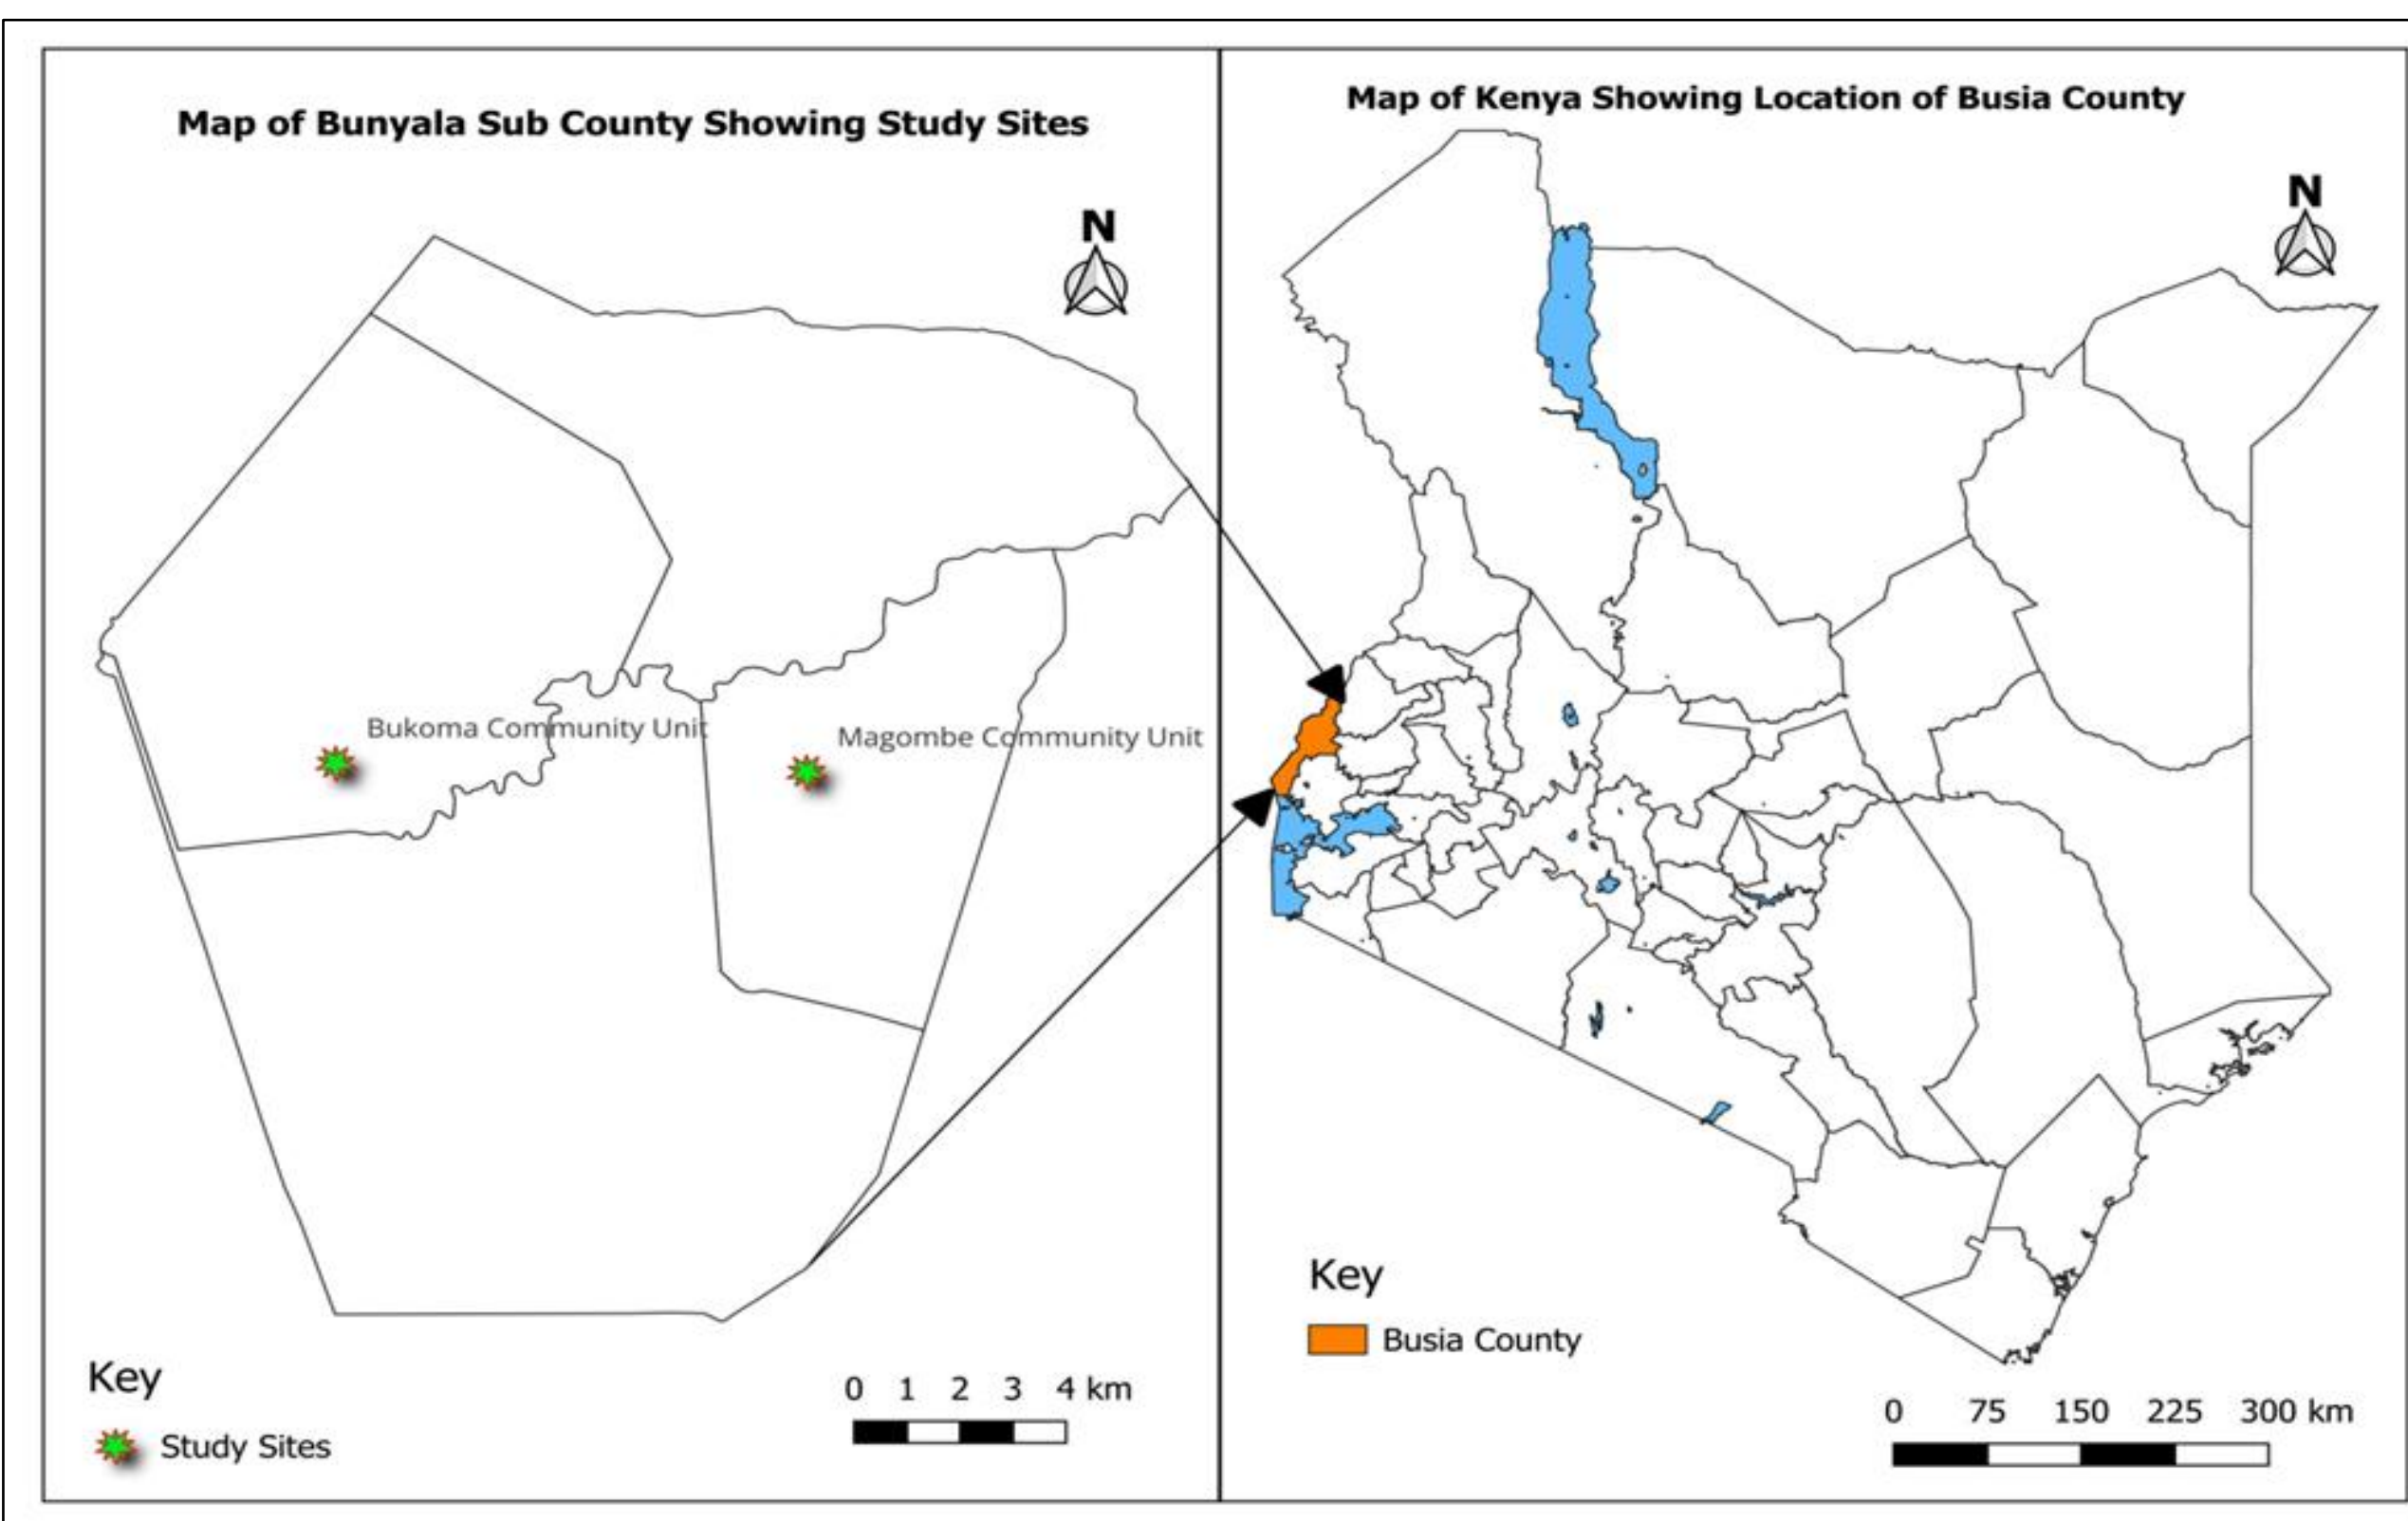 Map of Bunyala Sub County Showing Study Sites
N
Bukoma Community Unit
Magombe Community Unit
Key
Study Sites
0 1 2 3 4 km
Map of Kenya Showing Location of Busia County
N
Key
Busia County
0 75 150 225 300 km